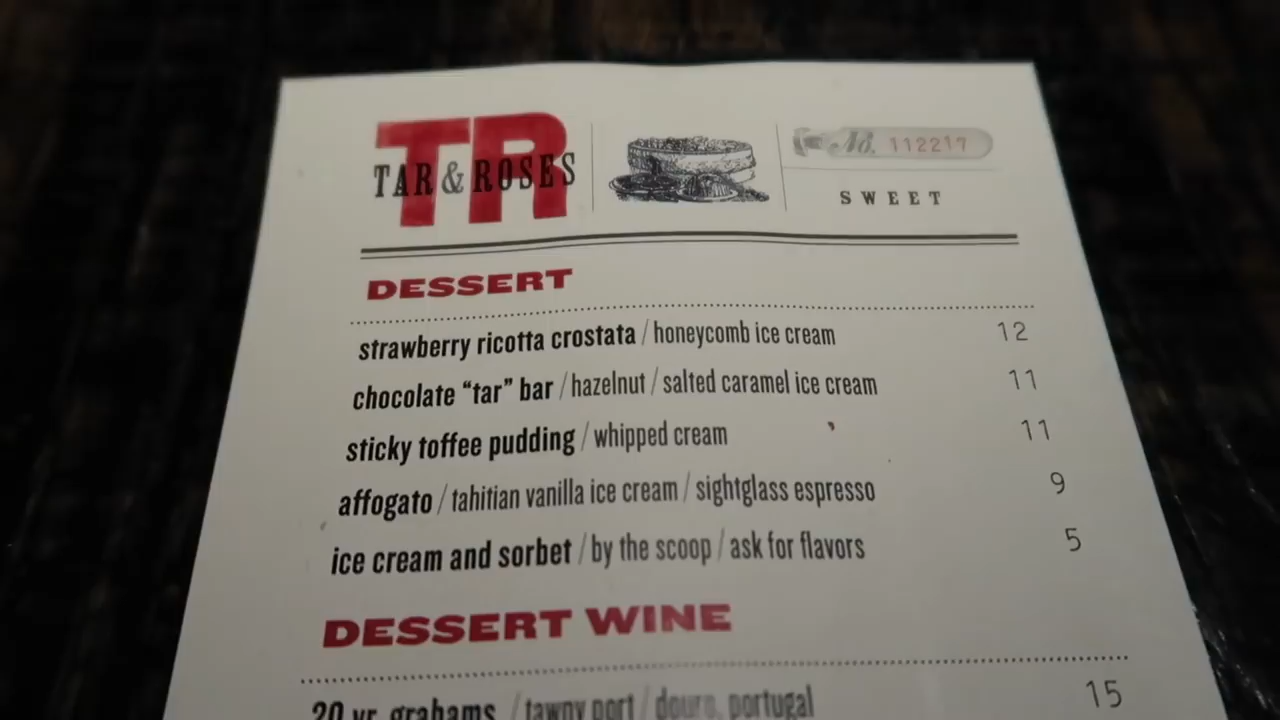 TR
TAR & ROSES
No. 112217
SWEET
DESSERT
strawberry ricotta crostata / honeycomb ice cream 12
chocolate “tar” bar / hazelnut / salted caramel ice cream 11
sticky toffee pudding / whipped cream 11
affogato / tahitian vanilla ice cream / sightglass espresso 9
ice cream and sorbet / by the scoop / ask for flavors 5
DESSERT WINE
20 yr. grahams / tawny port / douro, portugal 15